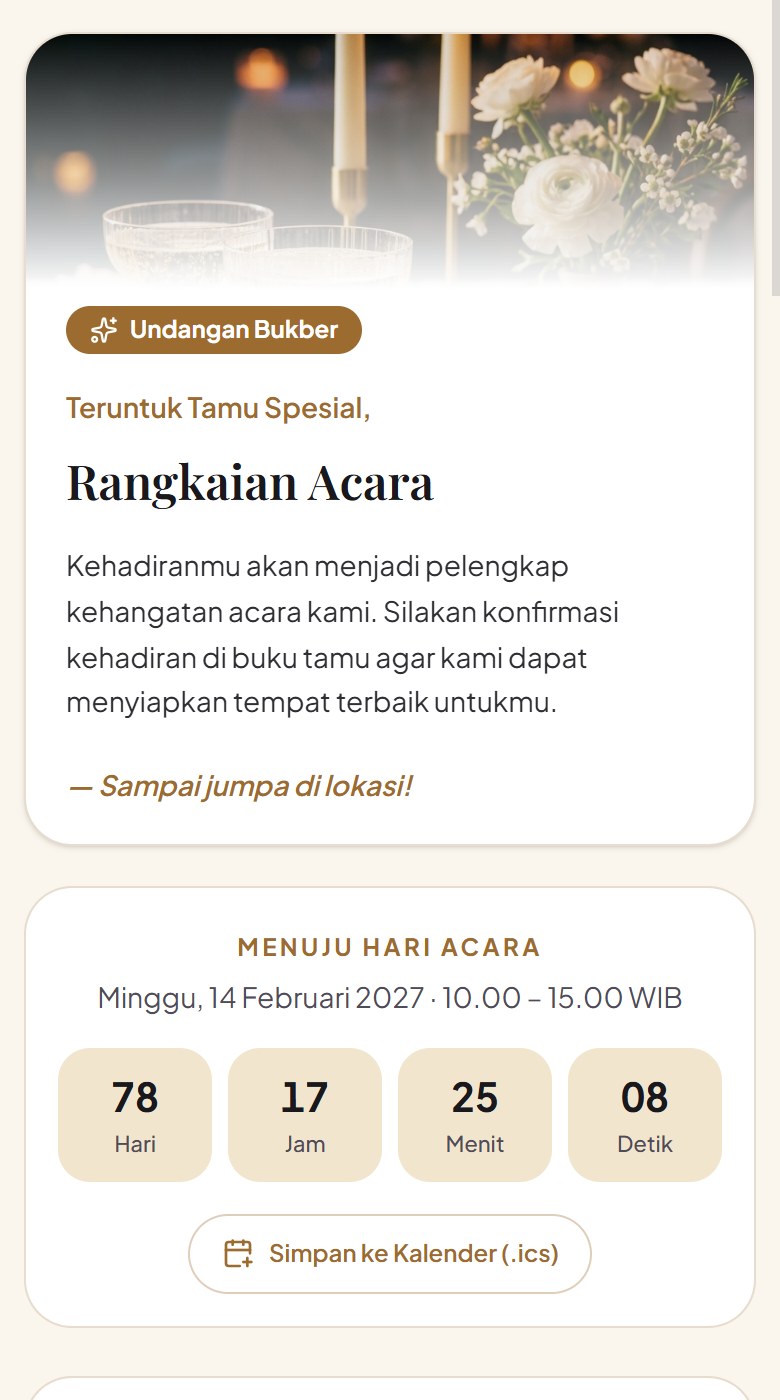 Undangan Bukber
Teruntuk Tamu Spesial,
Rangkaian Acara
Kehadiranmu akan menjadi pelengkap
kehangatan acara kami. Silakan konfirmasi
kehadiran di buku tamu agar kami dapat
menyiapkan tempat terbaik untukmu.
— Sampai jumpa di lokasi!
MENUJU HARI ACARA
Minggu, 14 Februari 2027 · 10.00 – 15.00 WIB
78 17 25 08
Hari Jam Menit Detik
Simpan ke Kalender (.ics)